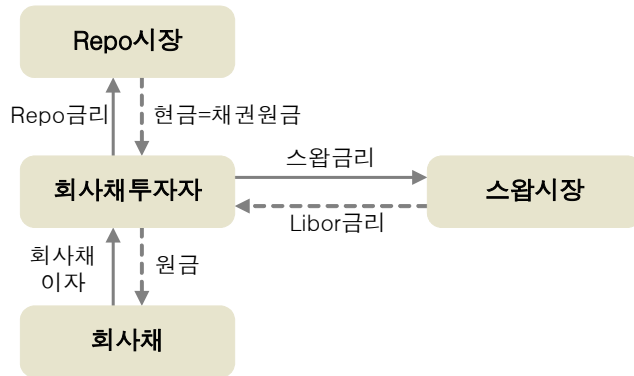 Repo시장
Repo금리
현금=채권원금
스왑금리
회사채투자자
스왑시장
Libor금리
회사채
이자
원금
회사채